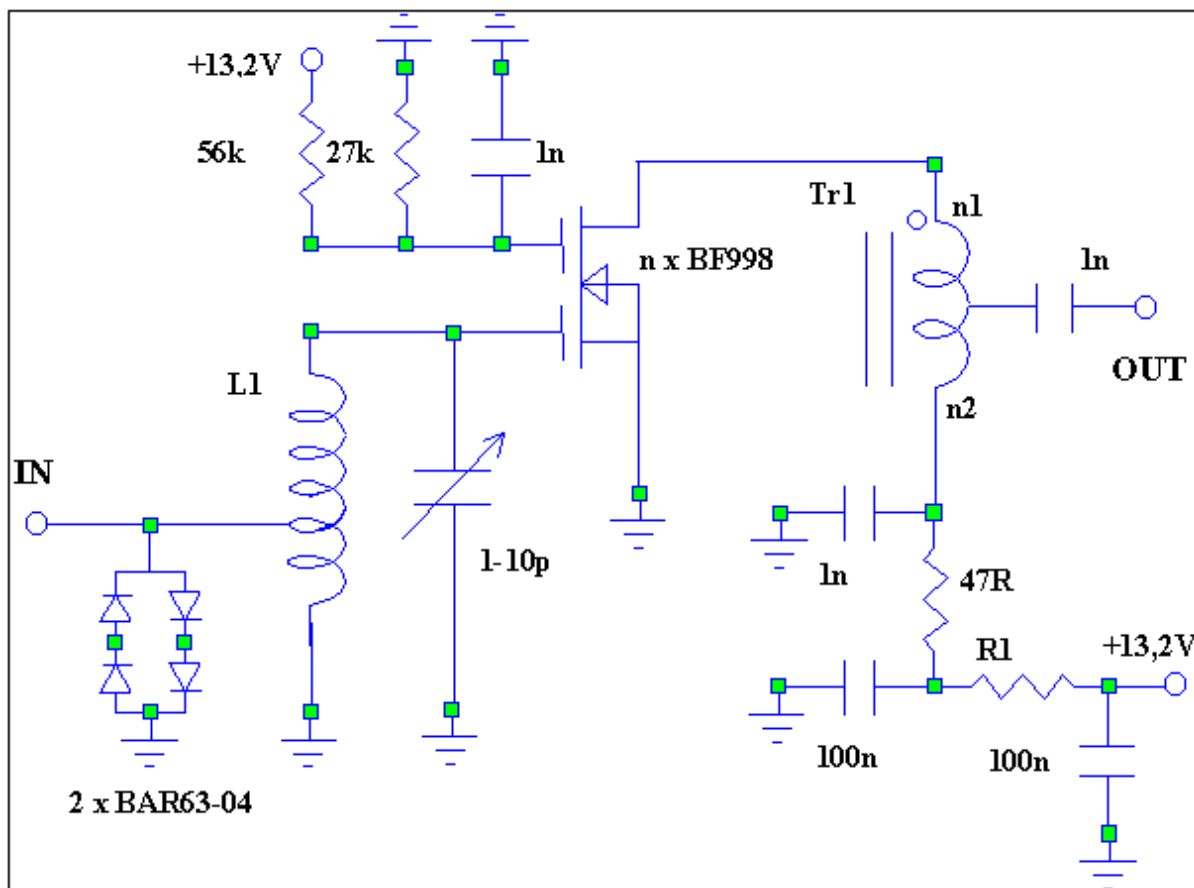 +13,2V
56k
27k
1n
Tr1
n1
n x BF998
1n
OUT
L1
n2
IN
1-10p
1n
47R
R1
+13,2V
100n
100n
2 x BAR63-04